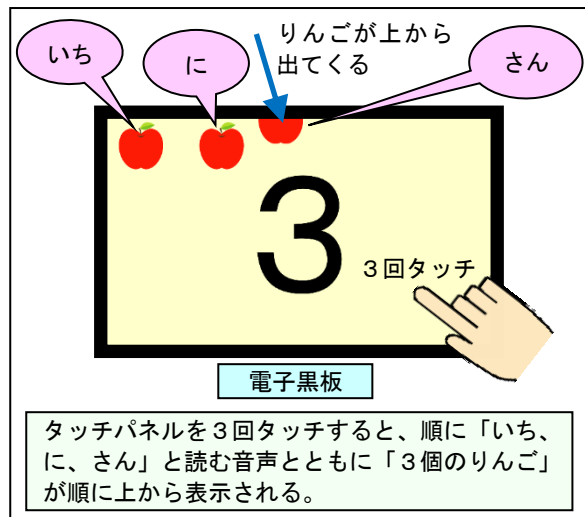 いち
に
りんごが上から
出てくる
さん
3
３回タッチ
電子黒板
タッチパネルを３回タッチすると、順に「いち、
に、さん」と読む音声とともに「３個のりんご」
が順に上から表示される。